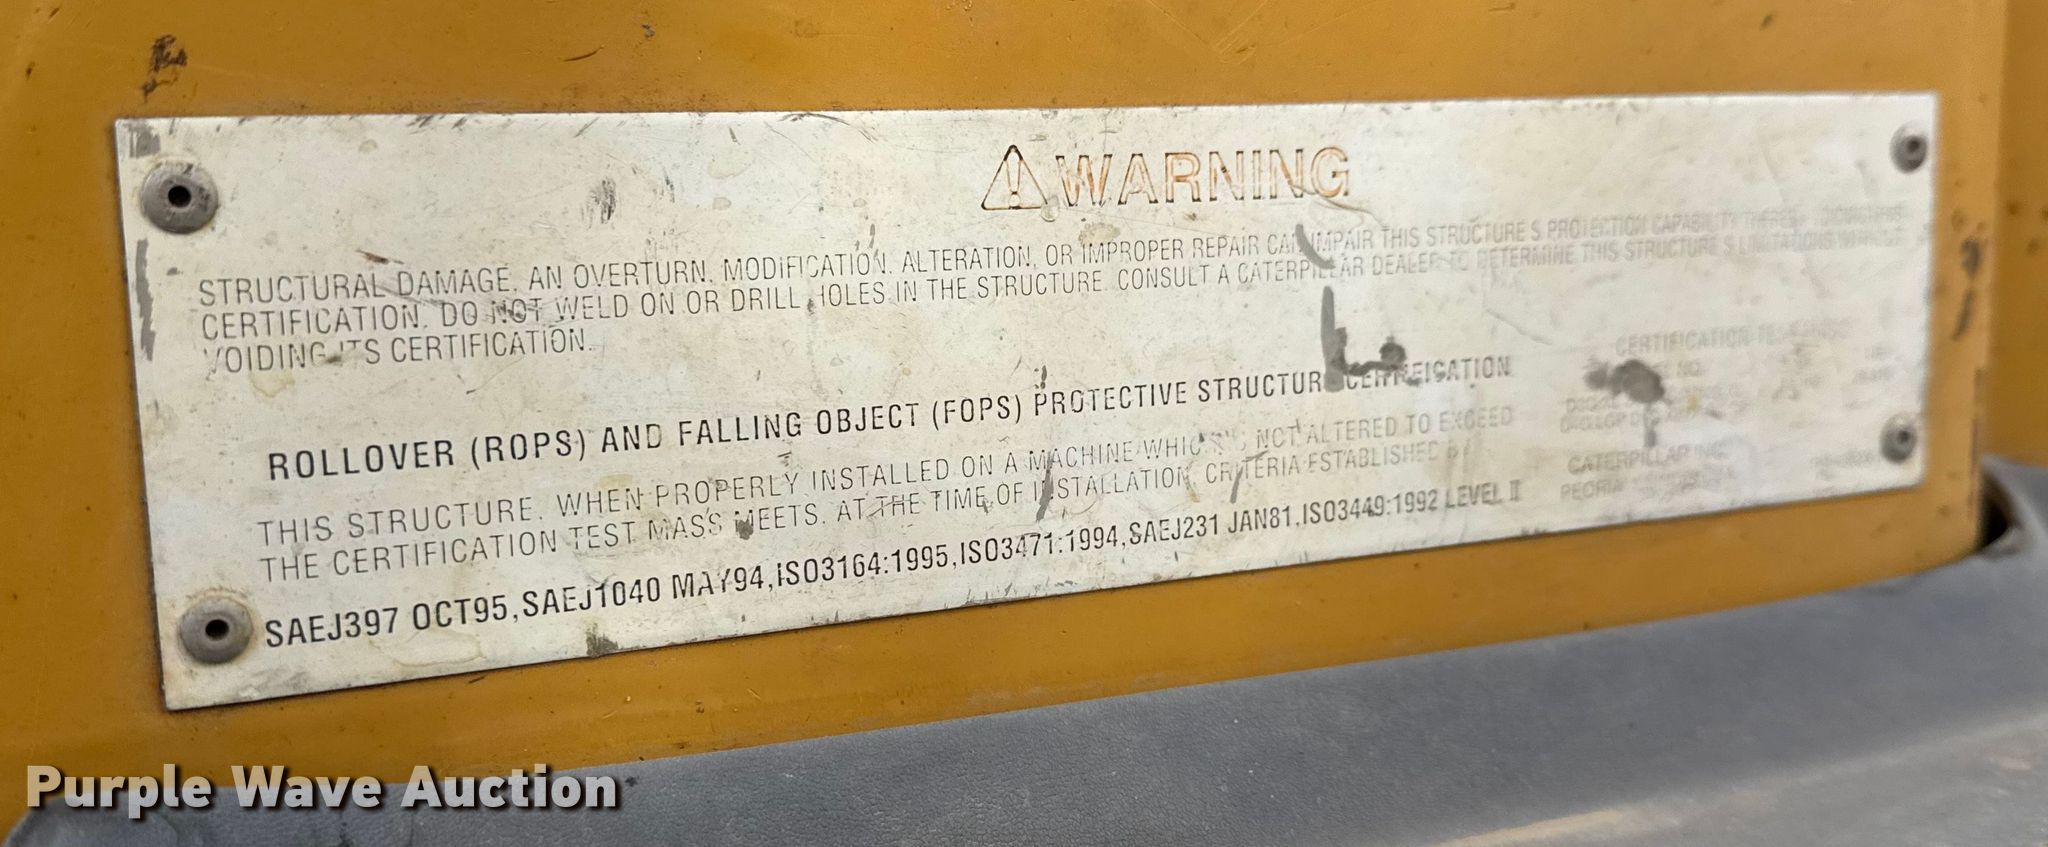 WARNING
STRUCTURAL DAMAGE, AN OVERTURN, MODIFICATION, ALTERATION, OR IMPROPER REPAIR CAN IMPAIR THIS STRUCTURE S PROTECTION CAPABILITY
CERTIFICATION. DO NOT WELD ON OR DRILL HOLES IN THE STRUCTURE. CONSULT A CATERPILLAR DEALER TO DETERMINE THIS STRUCTURE S LIMITATIONS WITHOUT
VOIDING ITS CERTIFICATION.
ROLLOVER (ROPS) AND FALLING OBJECT (FOPS) PROTECTIVE STRUCTURE CERTIFICATION
THIS STRUCTURE, WHEN PROPERLY INSTALLED ON A MACHINE WHICH IS NOT ALTERED TO EXCEED
THE CERTIFICATION TEST MASS MEETS, AT THE TIME OF INSTALLATION, CRITERIA ESTABLISHED BY
SAEJ397 OCT95,SAEJ1040 MAY94,ISO3164:1995,ISO3471:1994,SAEJ231 JAN81,ISO3449:1992 LEVEL II
CERTIFICATION
CATERPILLAR INC.
PEORIA
Purple Wave Auction